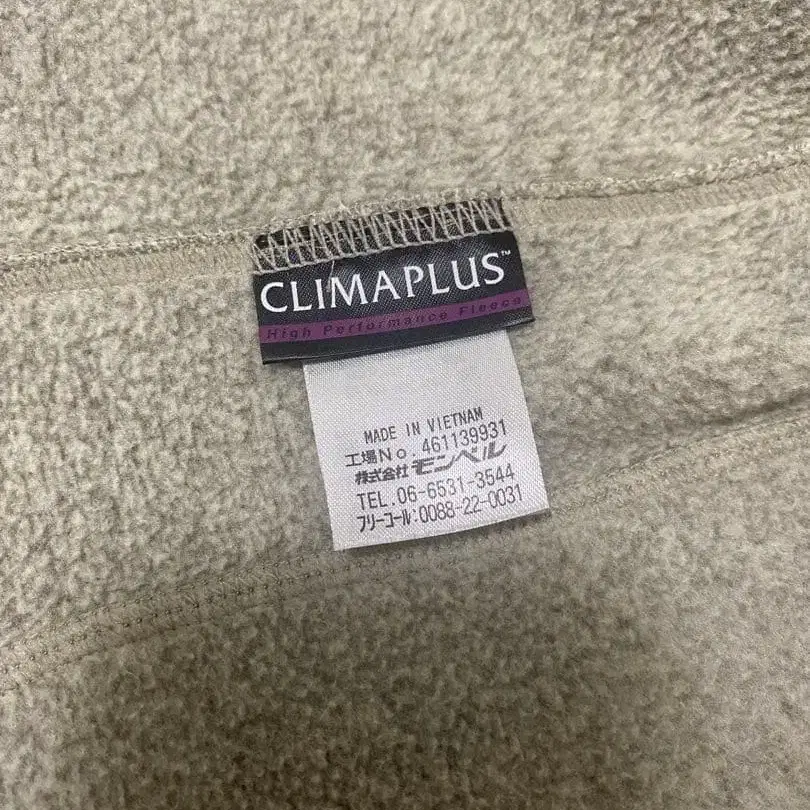 CLIMAPLUS™
High Performance Fleece
MADE IN VIETNAM
工場No.461139931
株式会社モンベル
TEL.06-6531-3544
フリーコール:0088-22-0031